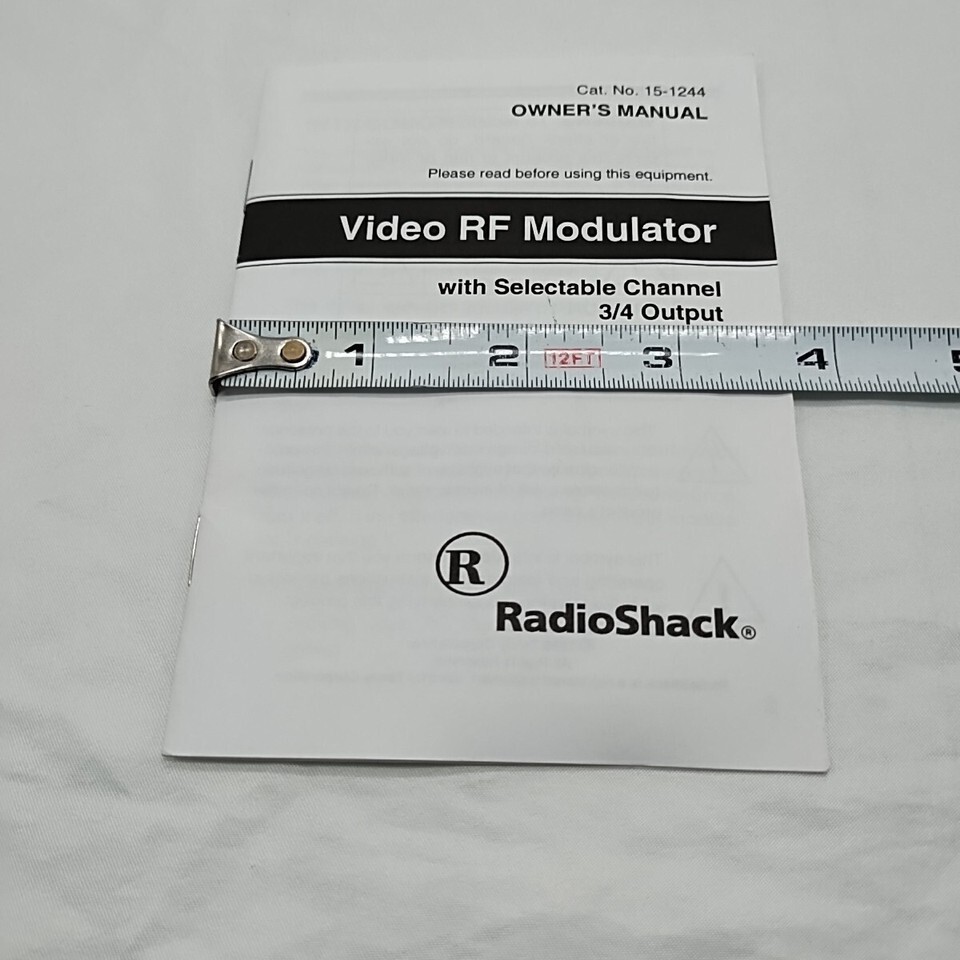 Cat. No. 15-1244
OWNER'S MANUAL
Please read before using this equipment.
Video RF Modulator
with Selectable Channel
3/4 Output
1 2 12FT 3 4 5
R
RadioShack®